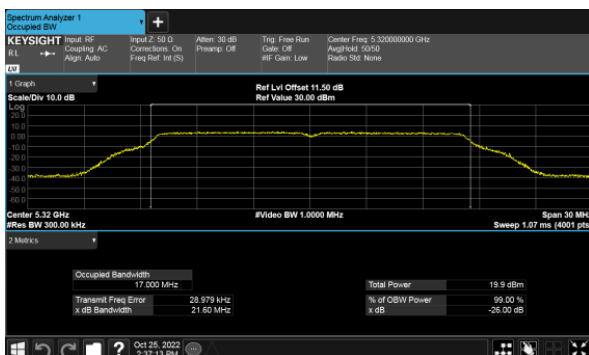 Spectrum Analyzer 1
Occupied BW
+
KEYSIGHT
RL
LXI
Input: RF
Coupling: AC
Align: Auto
Input Z: 50 Ω
Corrections: On
Freq Ref: Int (S)
Atten: 30 dB
Preamp: Off
Trig: Free Run
Gate: Off
#IF Gain: Low
Center Freq: 5.320000000 GHz
Avg|Hold: 50/50
Radio Std: None
1 Graph
Scale/Div 10.0 dB
Ref Lvl Offset 11.50 dB
Ref Value 30.00 dBm
Log
20.0
10.0
0.00
-10.0
-20.0
-30.0
-40.0
-50.0
-60.0
Center 5.32 GHz
#Res BW 300.00 kHz
#Video BW 1.0000 MHz
Span 30 MHz
Sweep 1.07 ms (4001 pts)
2 Metrics
Occupied Bandwidth
17.000 MHz
Transmit Freq Error 28.979 kHz
x dB Bandwidth 21.60 MHz
Total Power 19.9 dBm
% of OBW Power 99.00 %
x dB -26.00 dB
?
Oct 25, 2022
2:37:13 PM